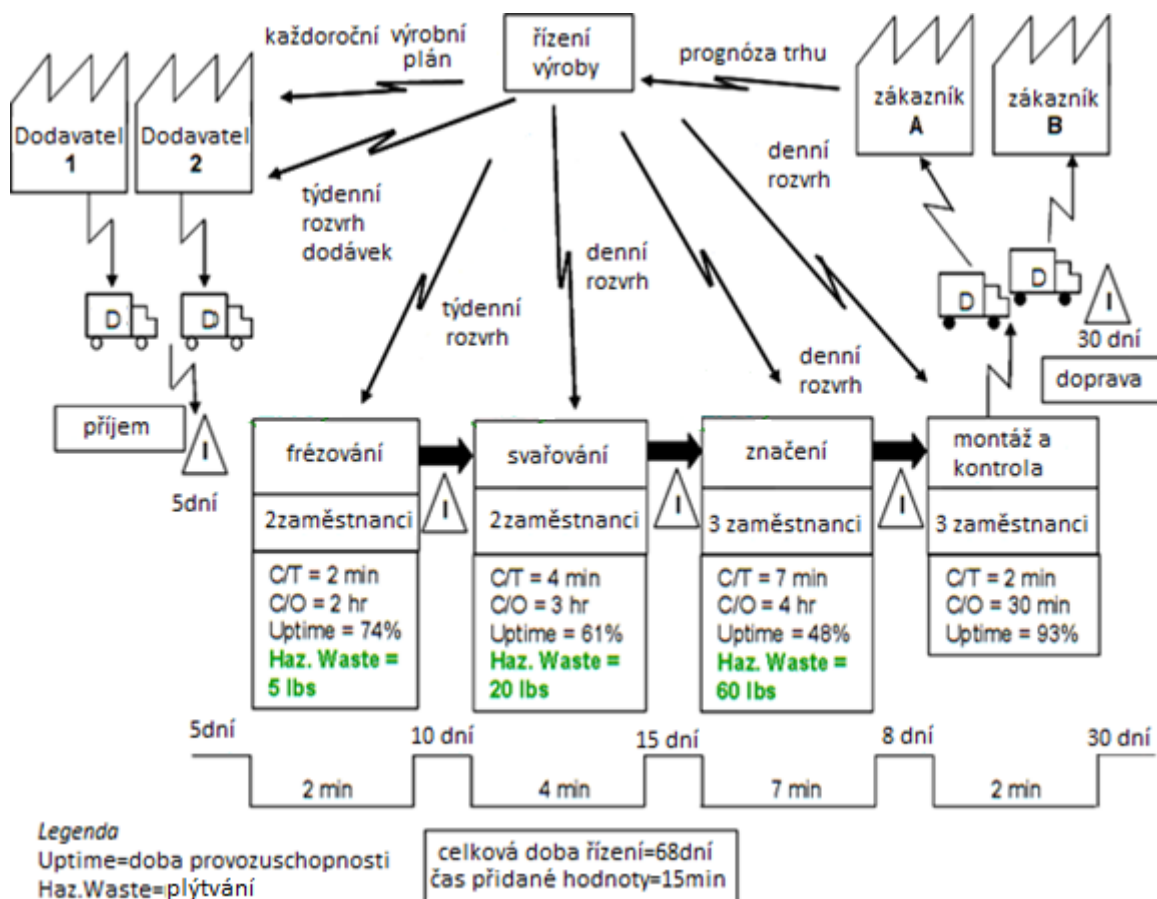 každoroční výrobní
plán
řízení
výroby
prognóza trhu
Dodavatel
1
Dodavatel
2
zákazník
A
zákazník
B
týdenní
rozvrh
dodávek
denní
rozvrh
denní
rozvrh
týdenní
rozvrh
denní
rozvrh
D
D
D
D
I
30 dní
doprava
příjem
I
5dní
frézování
2zaměstnanci
C/T = 2 min
C/O = 2 hr
Uptime = 74%
Haz. Waste =
5 lbs
I
svařování
2zaměstnanci
C/T = 4 min
C/O = 3 hr
Uptime = 61%
Haz. Waste =
20 lbs
I
značení
3 zaměstnanci
C/T = 7 min
C/O = 4 hr
Uptime = 48%
Haz. Waste =
60 lbs
I
montáž a
kontrola
3 zaměstnanci
C/T = 2 min
C/O = 30 min
Uptime = 93%
5dní
10 dní
15 dní
8 dní
30 dní
2 min
4 min
7 min
2 min
Legenda
Uptime=doba provozuschopnosti
Haz.Waste=plýtvání
celková doba řízení=68dní
čas přidané hodnoty=15min